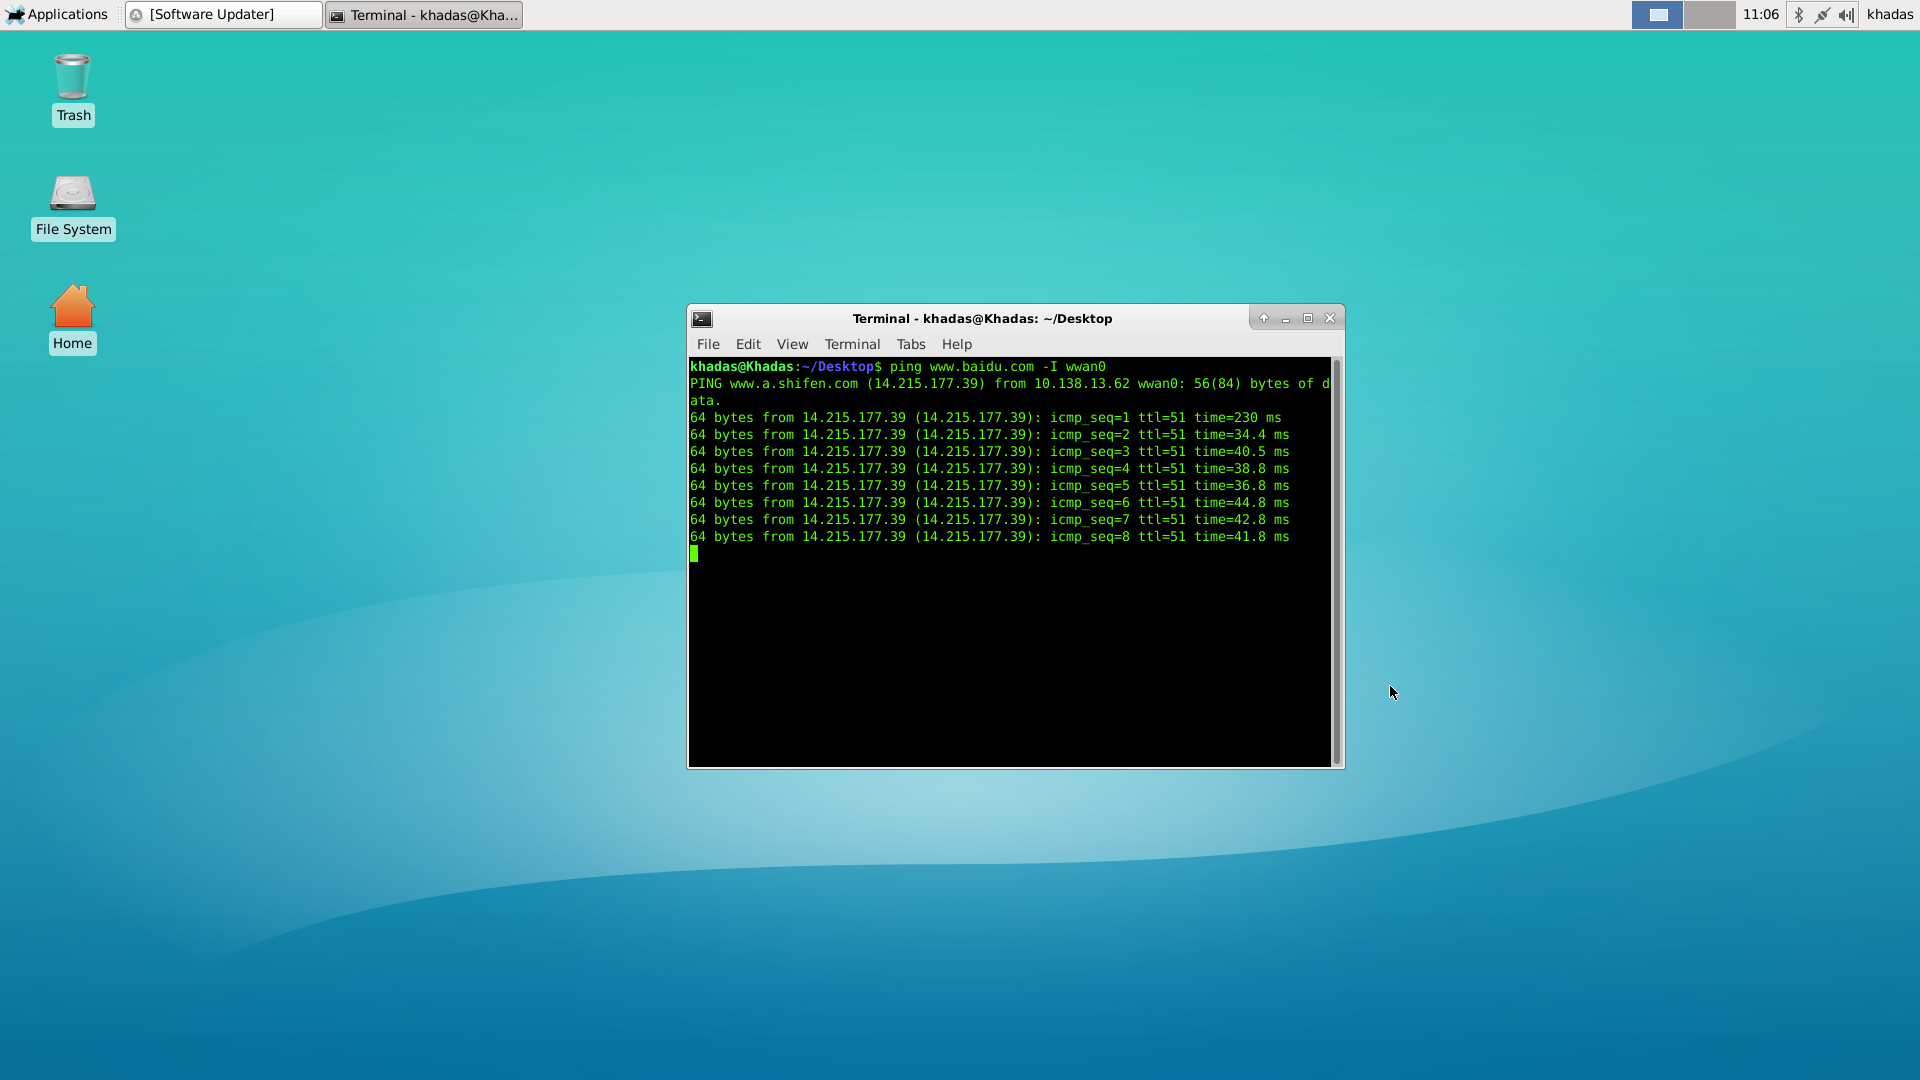 Applications
[Software Updater]
Terminal - khadas@Kha...
11:06
khadas
Trash
File System
Home
Terminal - khadas@Khadas: ~/Desktop
File Edit View Terminal Tabs Help
khadas@Khadas:~/Desktop$ ping www.baidu.com -I wwan0
PING www.a.shifen.com (14.215.177.39) from 10.138.13.62 wwan0: 56(84) bytes of d
ata.
64 bytes from 14.215.177.39 (14.215.177.39): icmp_seq=1 ttl=51 time=230 ms
64 bytes from 14.215.177.39 (14.215.177.39): icmp_seq=2 ttl=51 time=34.4 ms
64 bytes from 14.215.177.39 (14.215.177.39): icmp_seq=3 ttl=51 time=40.5 ms
64 bytes from 14.215.177.39 (14.215.177.39): icmp_seq=4 ttl=51 time=38.8 ms
64 bytes from 14.215.177.39 (14.215.177.39): icmp_seq=5 ttl=51 time=36.8 ms
64 bytes from 14.215.177.39 (14.215.177.39): icmp_seq=6 ttl=51 time=44.8 ms
64 bytes from 14.215.177.39 (14.215.177.39): icmp_seq=7 ttl=51 time=42.8 ms
64 bytes from 14.215.177.39 (14.215.177.39): icmp_seq=8 ttl=51 time=41.8 ms